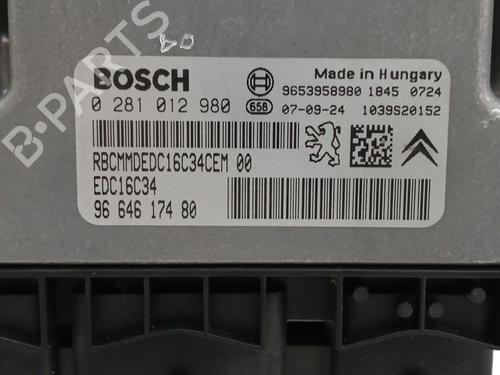 B-PARTS
BOSCH
Made in Hungary
9653958980 1845 0724
0 281 012 980
658 07-09-24 1039S20152
RBCMMDEDC16C34CEM 00
EDC16C34
96 646 174 80